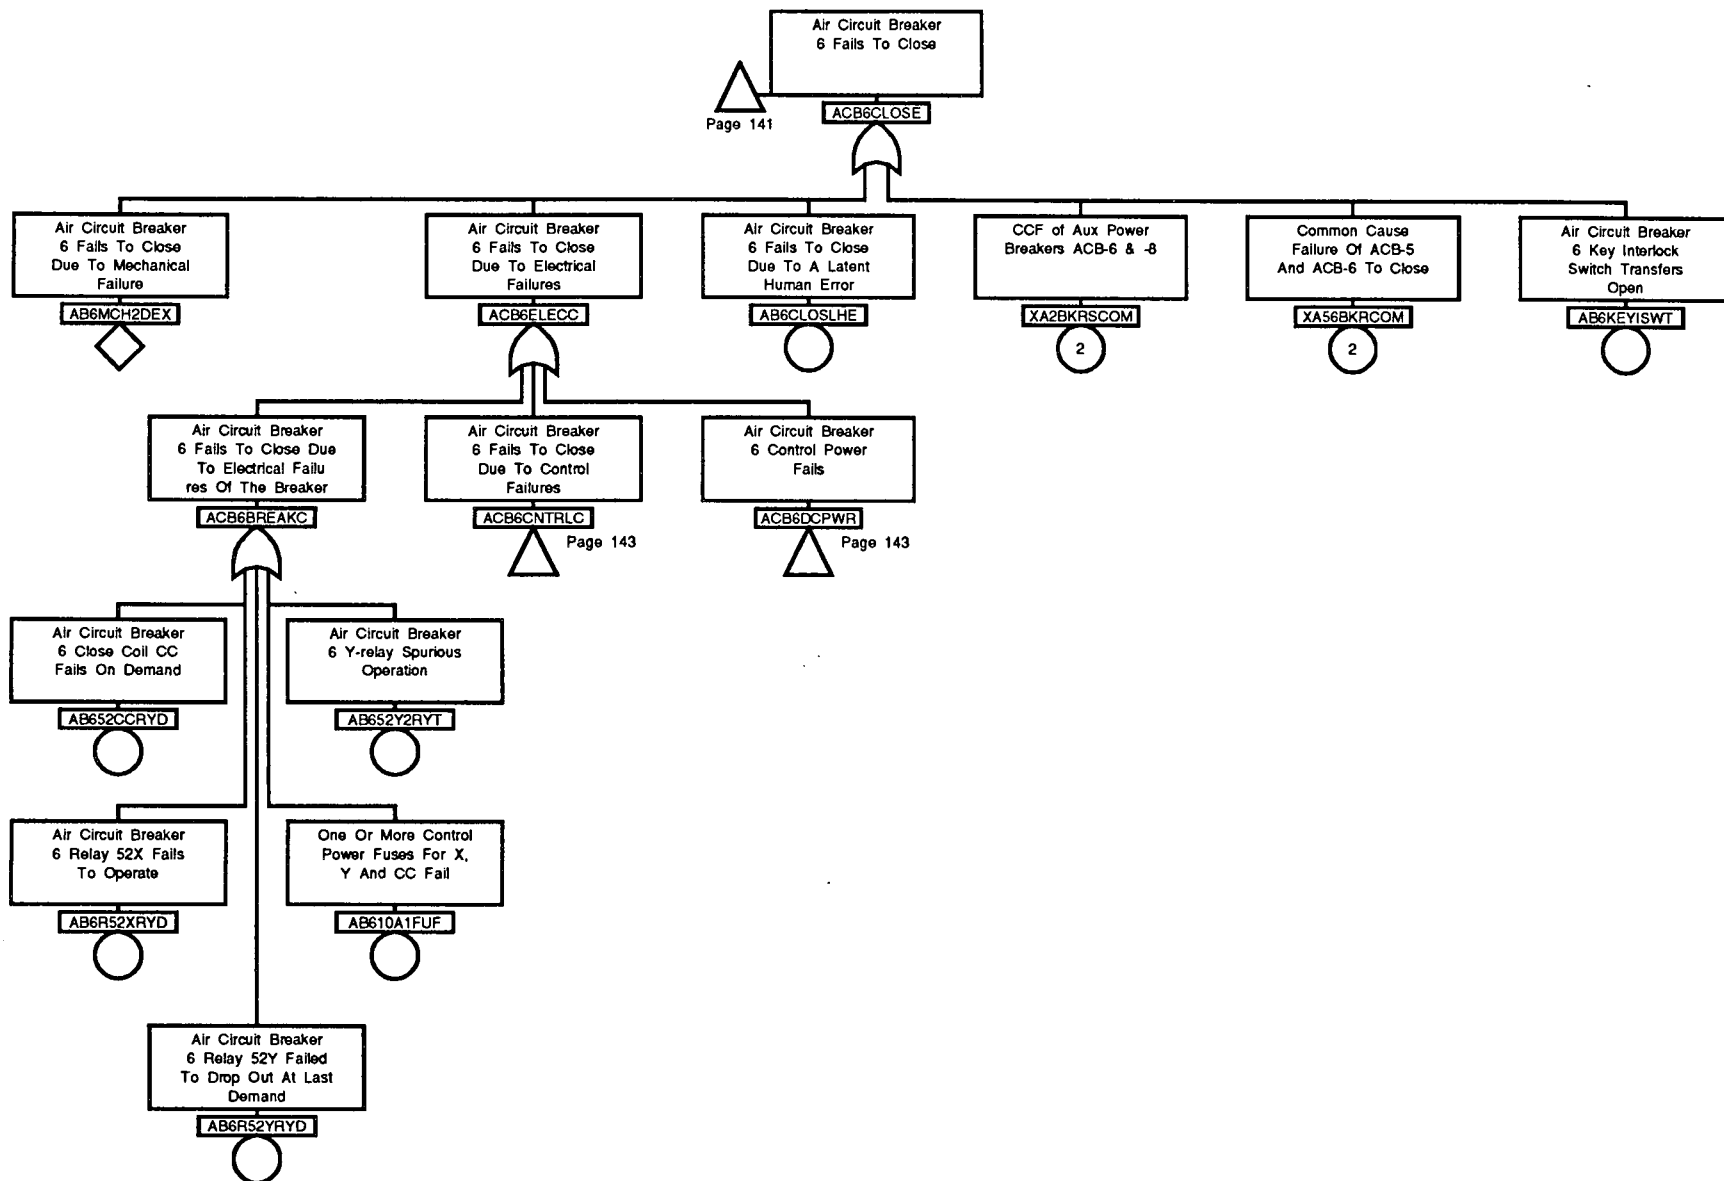 Air Circuit Breaker
6 Fails To Close
Page 141
ACB6CLOSE
Air Circuit Breaker
6 Fails To Close
Due To Mechanical
Failure
AB6MCH2DEX
Air Circuit Breaker
6 Fails To Close
Due To Electrical
Failures
ACB6ELECC
Air Circuit Breaker
6 Fails To Close
Due To A Latent
Human Error
AB6CLOSLHE
CCF of Aux Power
Breakers ACB-6 & -8
XA2BKRSCOM
2
Common Cause
Failure Of ACB-5
And ACB-6 To Close
XA56BKRCOM
2
Air Circuit Breaker
6 Key Interlock
Switch Transfers
Open
AB6KEYISWT
Air Circuit Breaker
6 Fails To Close Due
To Electrical Failu
res Of The Breaker
ACB6BREAKC
Air Circuit Breaker
6 Fails To Close
Due To Control
Failures
ACB6CNTRLC
Page 143
Air Circuit Breaker
6 Control Power
Fails
ACB6DCPWR
Page 143
Air Circuit Breaker
6 Close Coil CC
Fails On Demand
AB652CCRYD
Air Circuit Breaker
6 Y-relay Spurious
Operation
AB652Y2RYT
Air Circuit Breaker
6 Relay 52X Fails
To Operate
AB6R52XRYD
One Or More Control
Power Fuses For X,
Y And CC Fail
AB610A1FUF
Air Circuit Breaker
6 Relay 52Y Failed
To Drop Out At Last
Demand
AB6R52YRYD